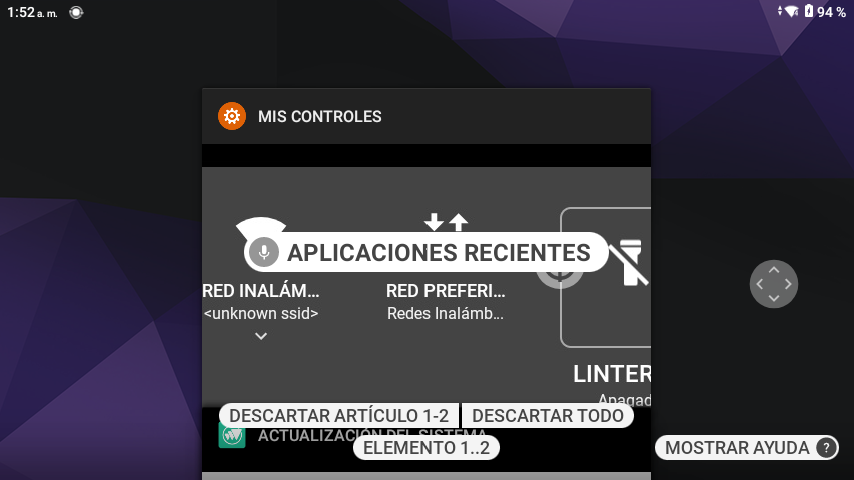 1:52 a. m.
94 %
MIS CONTROLES
APLICACIONES RECIENTES
RED INALÁM...
RED PREFERI...
<unknown ssid>
Redes Inalámb...
LINTER
Apagad
DESCARTAR ARTÍCULO 1-2
DESCARTAR TODO
ACTUALIZACIÓN DEL SISTEMA
ELEMENTO 1..2
MOSTRAR AYUDA ?